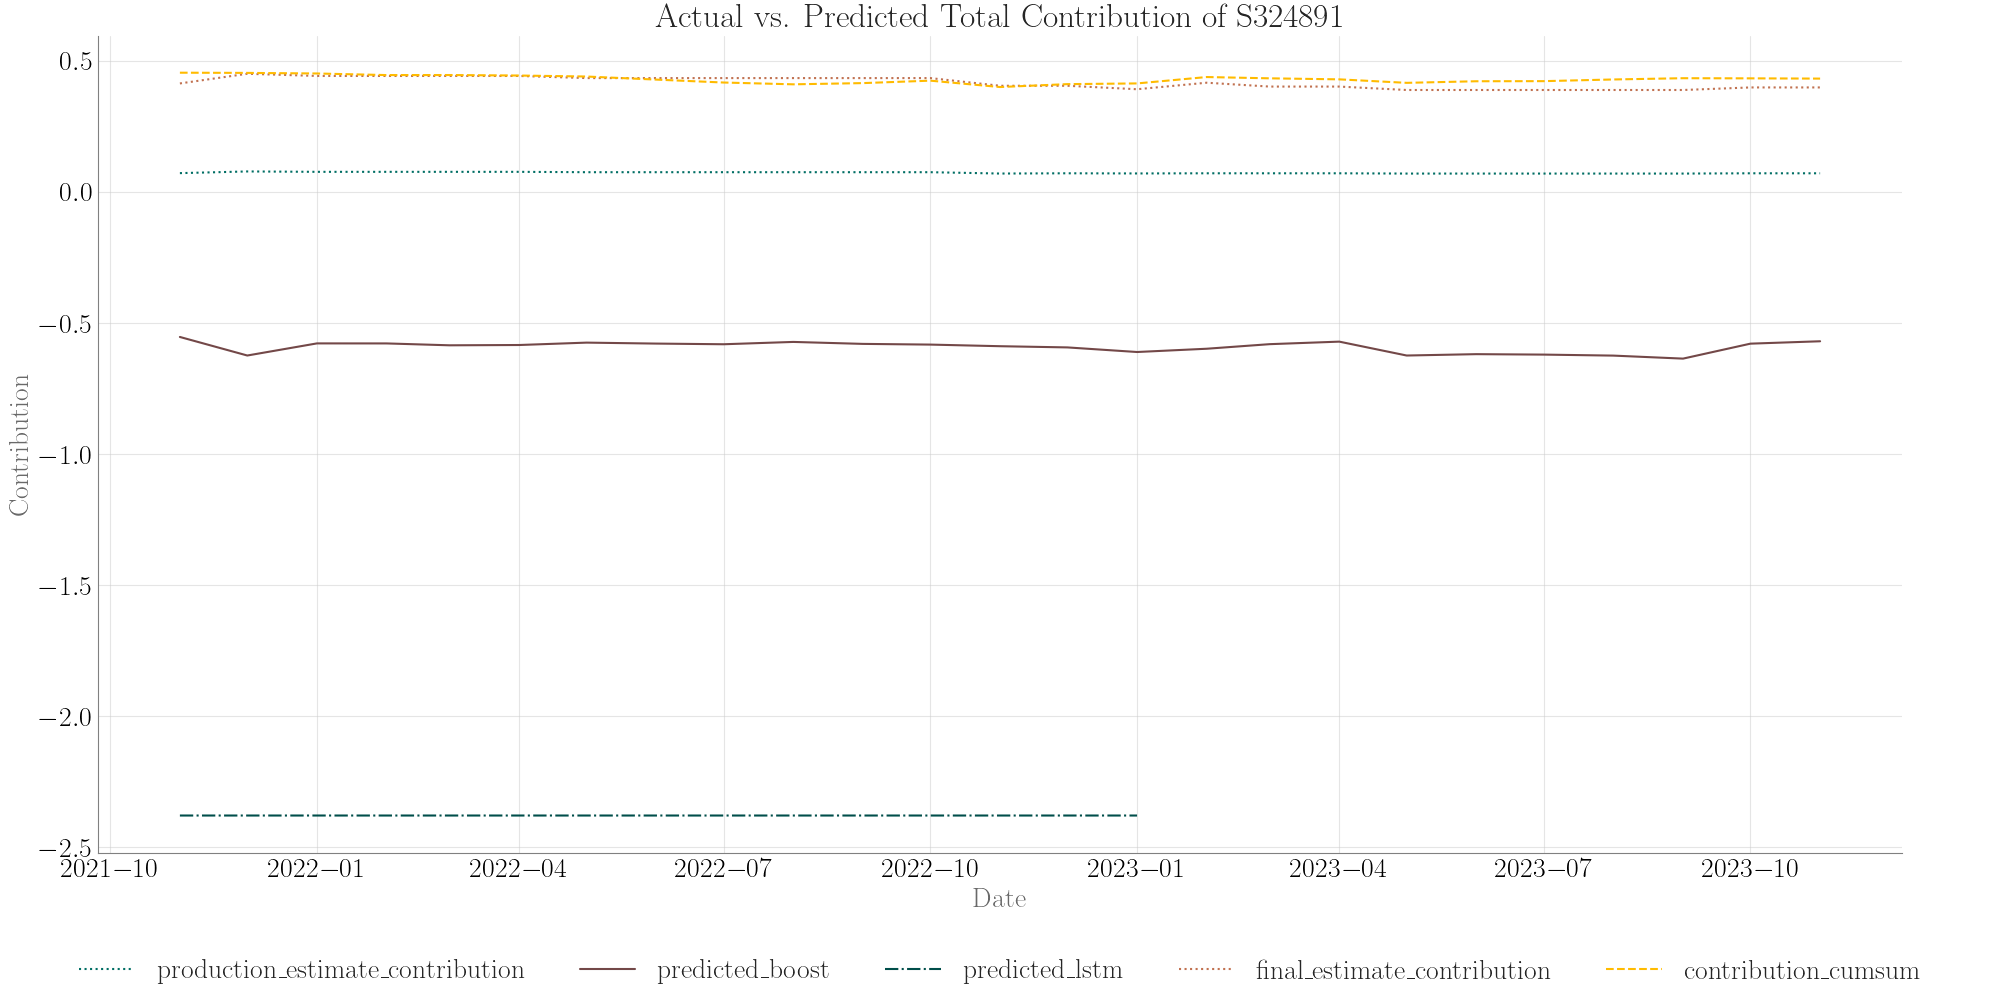 Actual vs. Predicted Total Contribution of S324891
Contribution
0.5
0.0
−0.5
−1.0
−1.5
−2.0
−2.5
2021−10 2022−01 2022−04 2022−07 2022−10 2023−01 2023−04 2023−07 2023−10
Date
production_estimate_contribution predicted_boost predicted_lstm final_estimate_contribution contribution_cumsum